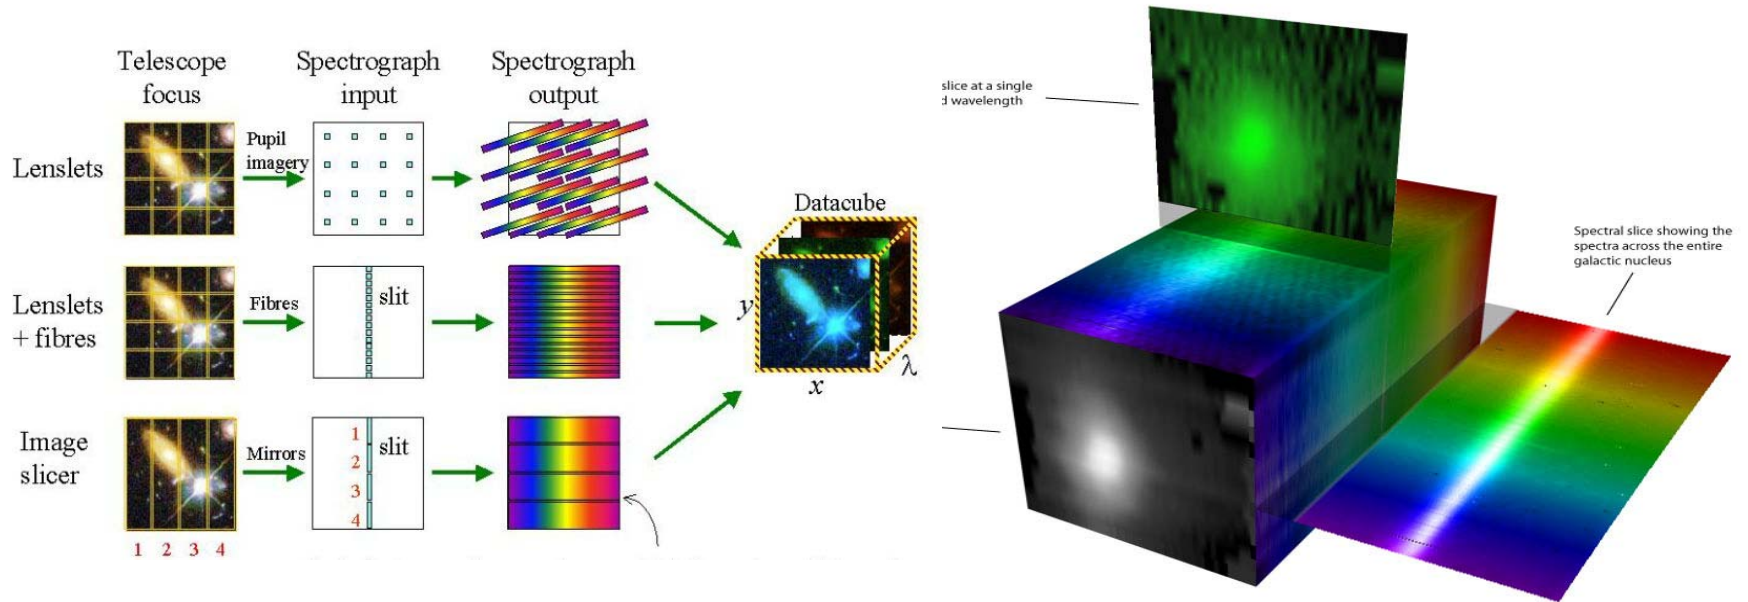 Telescope
focus
Spectrograph
input
Spectrograph
output
Lenslets
Pupil
imagery
Lenslets
+ fibres
Fibres
slit
Image
slicer
Mirrors
1
2
3
4
slit
1 2 3 4
Datacube
y
x
λ
slice at a single
d wavelength
Spectral slice showing the
spectra across the entire
galactic nucleus